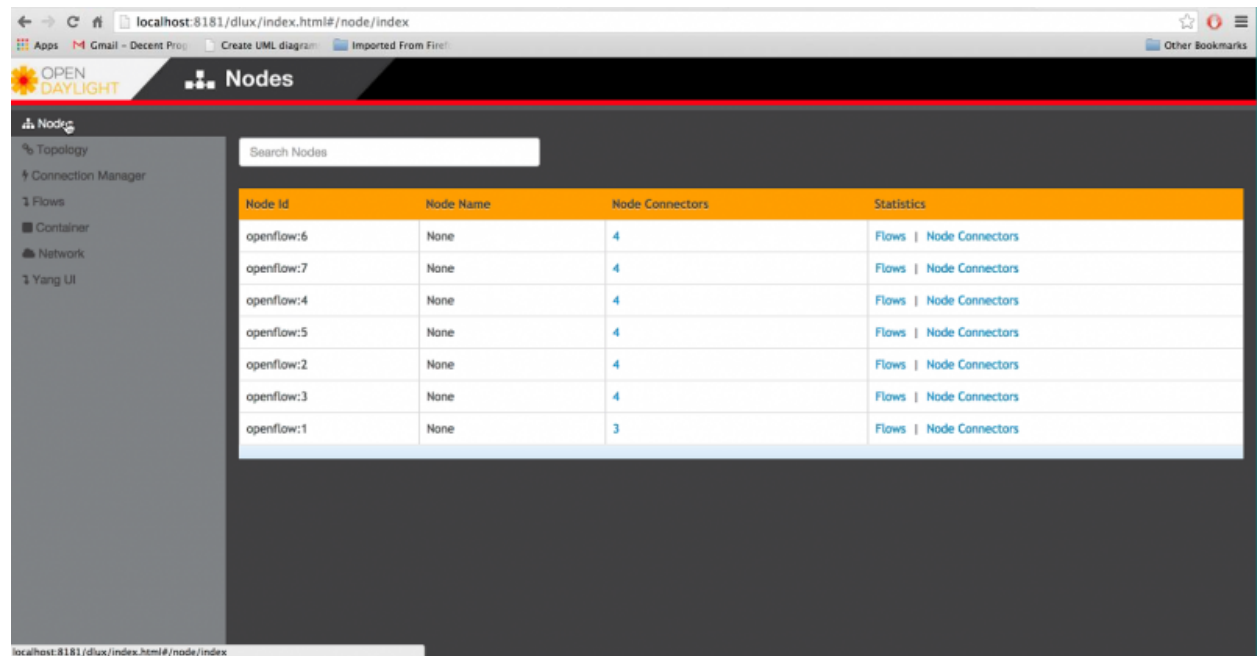 localhost:8181/dlux/index.html#/node/index
Apps M Gmail - Decent Prop Create UML diagram Imported From Firef Other Bookmarks
OPEN
DAYLIGHT
Nodes
Nodes
Topology
Connection Manager
Flows
Container
Network
Yang UI
Search Nodes
Node Id Node Name Node Connectors Statistics
openflow:6 None 4 Flows | Node Connectors
openflow:7 None 4 Flows | Node Connectors
openflow:4 None 4 Flows | Node Connectors
openflow:5 None 4 Flows | Node Connectors
openflow:2 None 4 Flows | Node Connectors
openflow:3 None 4 Flows | Node Connectors
openflow:1 None 3 Flows | Node Connectors
localhost:8181/dlux/index.html#/node/index